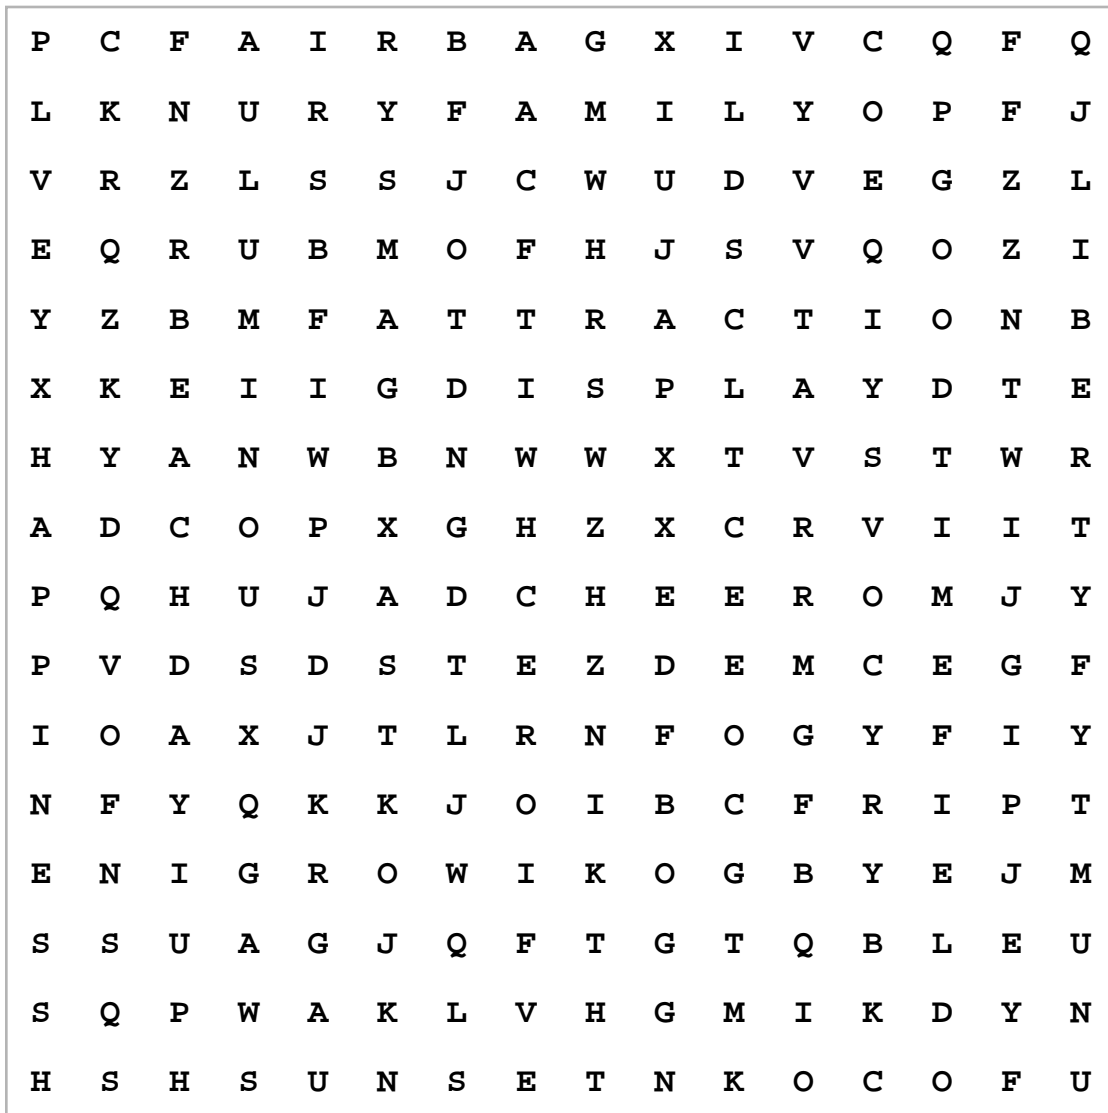 P C F A I R B A G X I V C Q F Q
L K N U R Y F A M I L Y O P F J
V R Z L S S J C W U D V E G Z L
E Q R U B M O F H J S V Q O Z I
Y Z B M F A T T R A C T I O N B
X K E I I G D I S P L A Y D T E
H Y A N W B N W W X T V S T W R
A D C O P X G H Z X C R V I I T
P Q H U J A D C H E E R O M J Y
P V D S D S T E Z D E M C E G F
I O A X J T L R N F O G Y F I Y
N F Y Q K K J O I B C F R I P T
E N I G R O W I K O G B Y E J M
S S U A G J Q F T G T Q B L E U
S Q P W A K L V H G M I K D Y N
H S H S U N S E T N K O C O F U